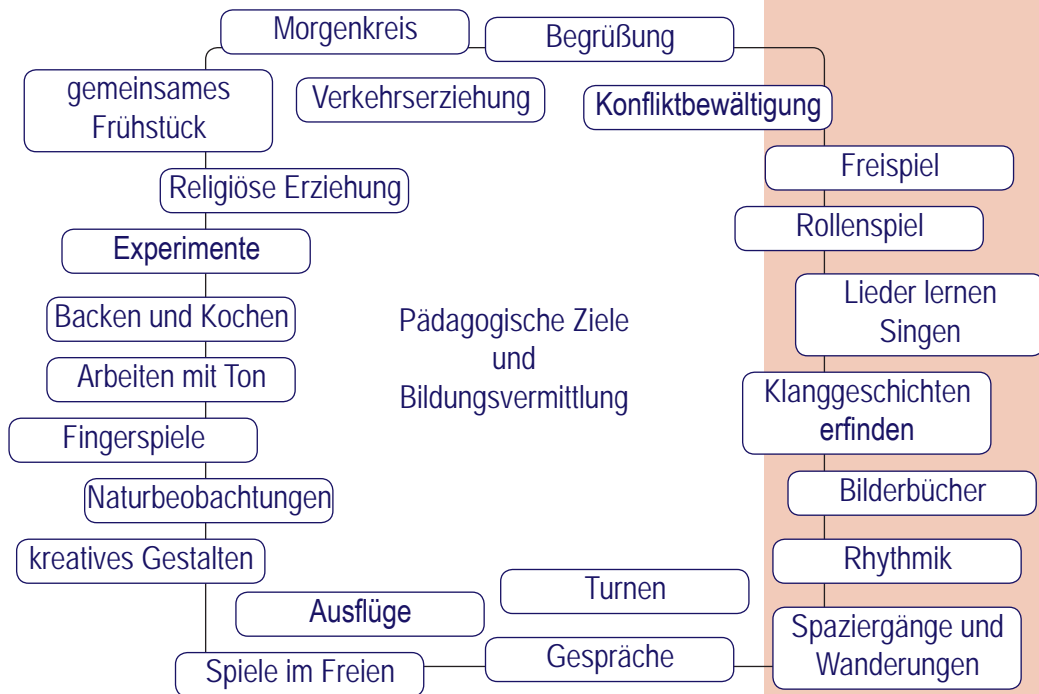 Morgenkreis
Begrüßung
gemeinsames
Frühstück
Verkehrserziehung
Konfliktbewältigung
Freispiel
Religiöse Erziehung
Rollenspiel
Experimente
Lieder lernen
Singen
Backen und Kochen
Pädagogische Ziele
und
Bildungsvermittlung
Arbeiten mit Ton
Klanggeschichten
erfinden
Fingerspiele
Naturbeobachtungen
Bilderbücher
kreatives Gestalten
Rhythmik
Turnen
Ausflüge
Spaziergänge und
Wanderungen
Gespräche
Spiele im Freien